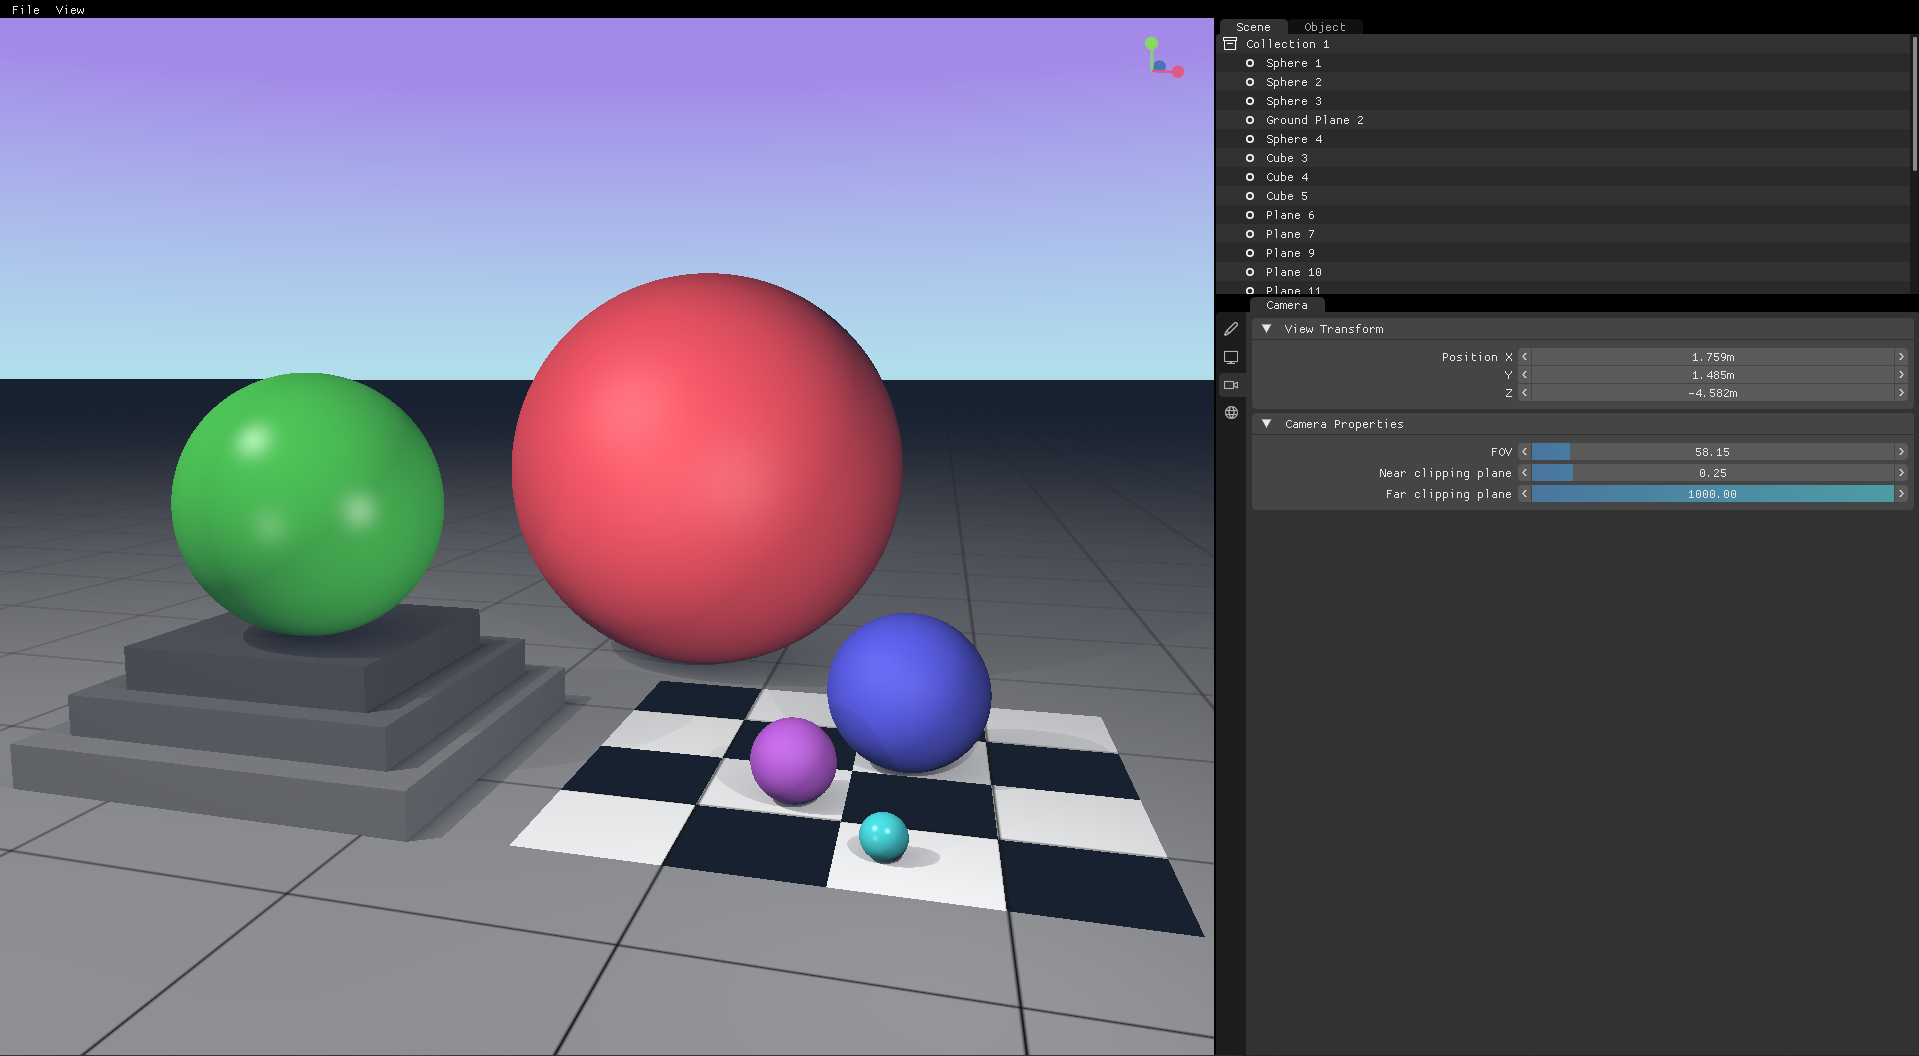 File View
Scene Object
Collection 1
Sphere 1
Sphere 2
Sphere 3
Ground Plane 2
Sphere 4
Cube 3
Cube 4
Cube 5
Plane 6
Plane 7
Plane 9
Plane 10
Plane 11
Camera
View Transform
Position X 1.759m
Y 1.485m
Z -4.582m
Camera Properties
FOV 58.15
Near clipping plane 0.25
Far clipping plane 1000.00